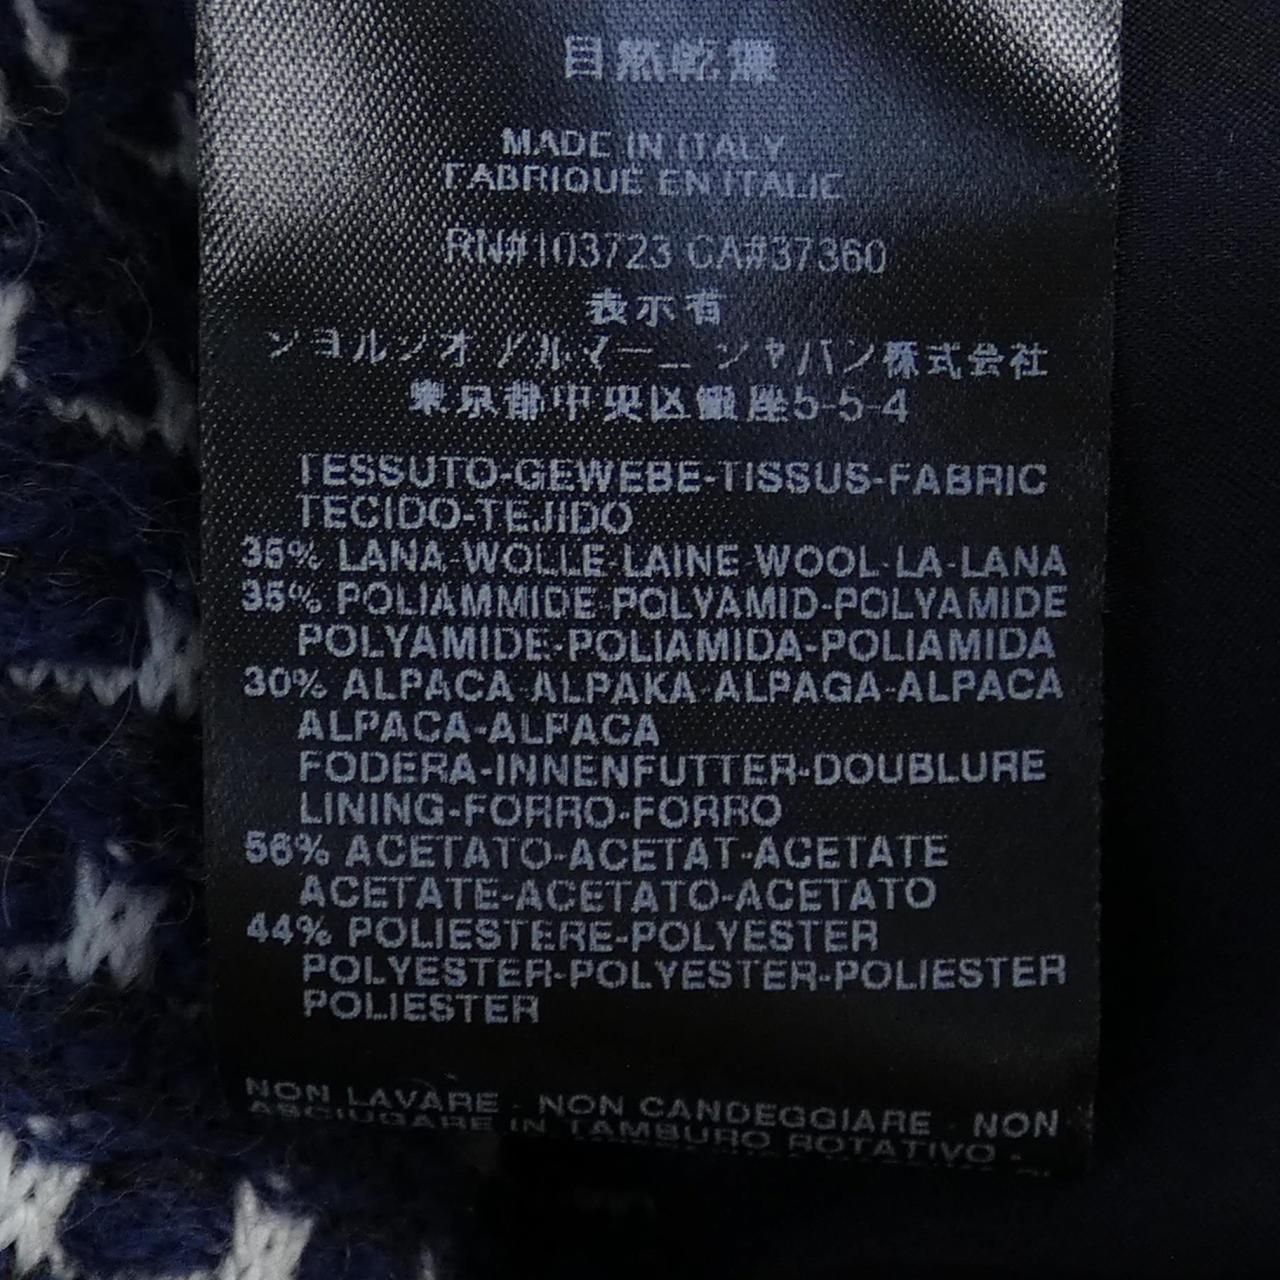 自然乾燥
MADE IN ITALY
FABRIQUE EN ITALIE
RN#103723 CA#37360
表示有
ジョルジオ アルマーニ ジャパン株式会社
東京都中央区銀座5-5-4
TESSUTO-GEWEBE-TISSUS-FABRIC
TECIDO-TEJIDO
35% LANA-WOLLE-LAINE-WOOL-LA-LANA
35% POLIAMMIDE-POLYAMID-POLYAMIDE
POLYAMIDE-POLIAMIDA-POLIAMIDA
30% ALPACA-ALPAKA-ALPAGA-ALPACA
ALPACA-ALPACA
FODERA-INNENFUTTER-DOUBLURE
LINING-FORRO-FORRO
56% ACETATO-ACETAT-ACETATE
ACETATE-ACETATO-ACETATO
44% POLIESTERE-POLYESTER
POLYESTER-POLYESTER-POLIESTER
POLIESTER
NON LAVARE - NON CANDEGGIARE - NON
ASCIUGARE IN TAMBURO ROTATIVO -